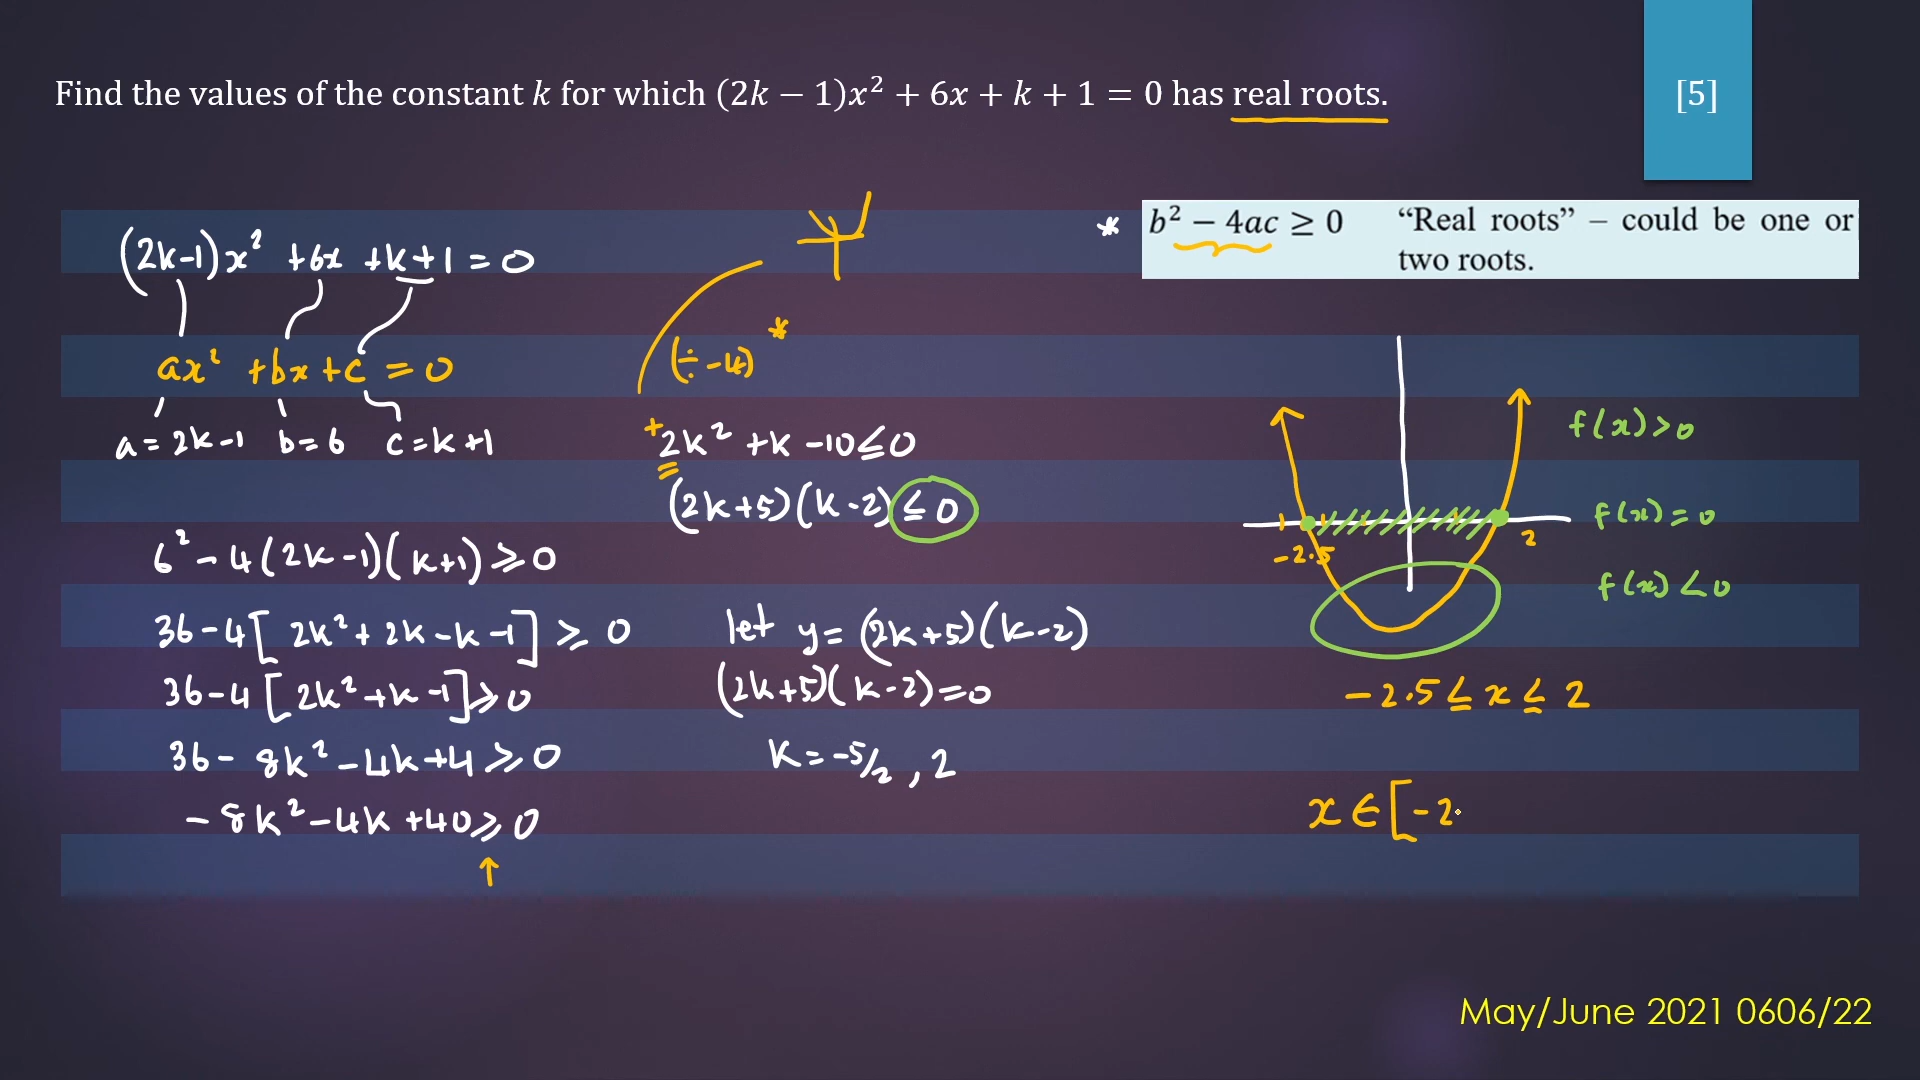 Find the values of the constant k for which (2k − 1)x² + 6x + k + 1 = 0 has real roots.
[5]
* b² − 4ac ≥ 0 “Real roots” – could be one or
two roots.
(2k-1)x² +6x +k+1 = 0
ax² +bx+c = 0
a = 2k-1 b=6 c=k+1
6² - 4(2k-1)(k+1) ≥ 0
36-4[2k²+2k-k-1] ≥ 0
36-4[2k²+k-1] ≥ 0
36- 8k²-4k+4 ≥ 0
-8k²-4k+40 ≥ 0
↑
(÷ -4) *
+
2k² +k -10 ≤ 0
(2k+5)(k-2) ≤ 0
let y= (2k+5)(k-2)
(2k+5)(k-2)=0
k=-5/2, 2
f(x)>0
f(x)=0
f(x)<0
-2.5
2
-2.5 ≤ x ≤ 2
x ∈ [-2.
May/June 2021 0606/22